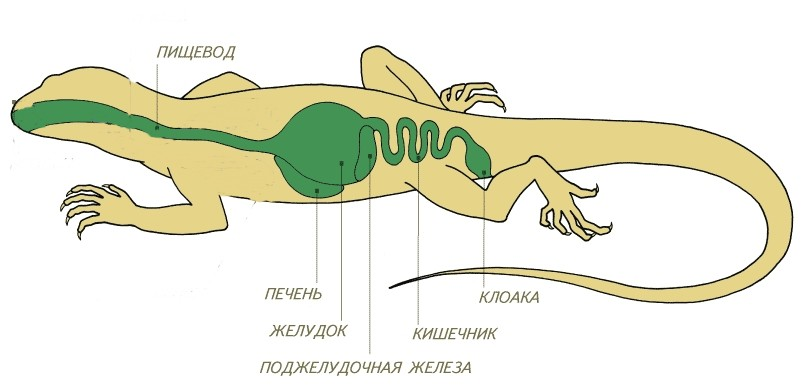 ПИЩЕВОД
ПЕЧЕНЬ
КЛОАКА
ЖЕЛУДОК
КИШЕЧНИК
ПОДЖЕЛУДОЧНАЯ ЖЕЛЕЗА